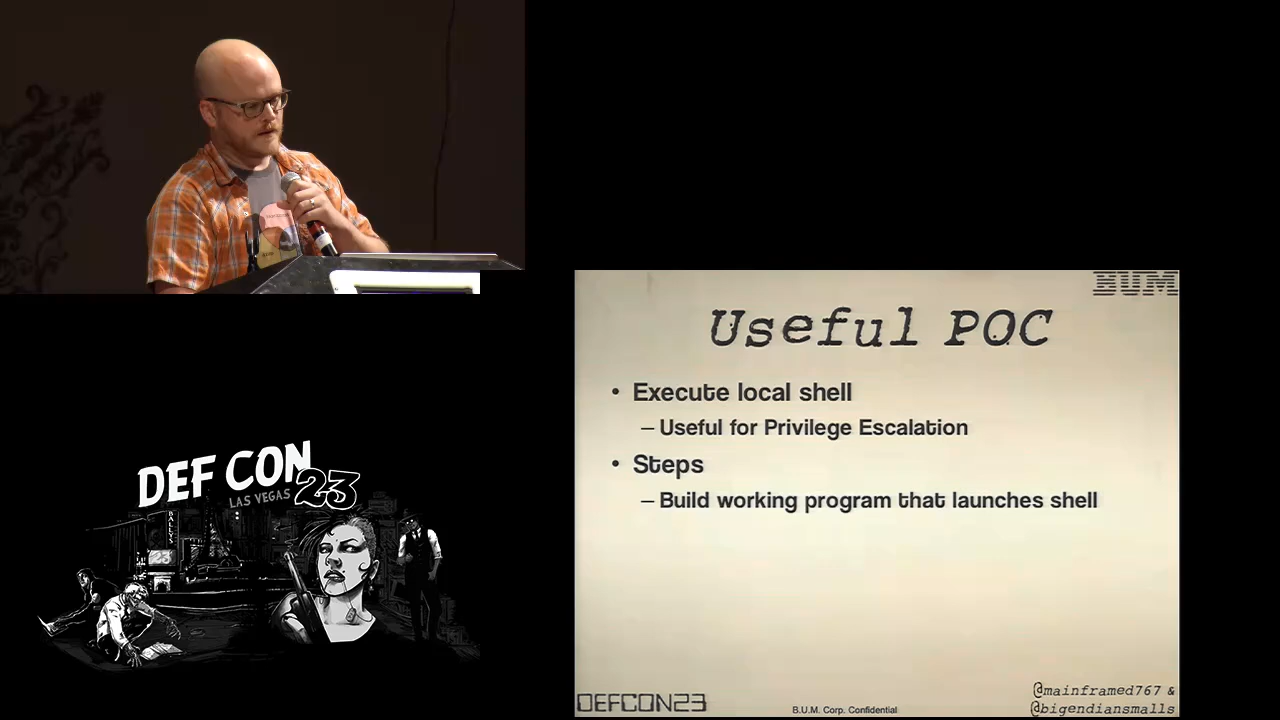 BUM
Useful POC
• Execute local shell
– Useful for Privilege Escalation
• Steps
– Build working program that launches shell
DEF CON
LAS VEGAS 23
BALLY'S
DEFCON23
B.U.M. Corp. Confidential
@mainframed767 &
@bigendiansmalls